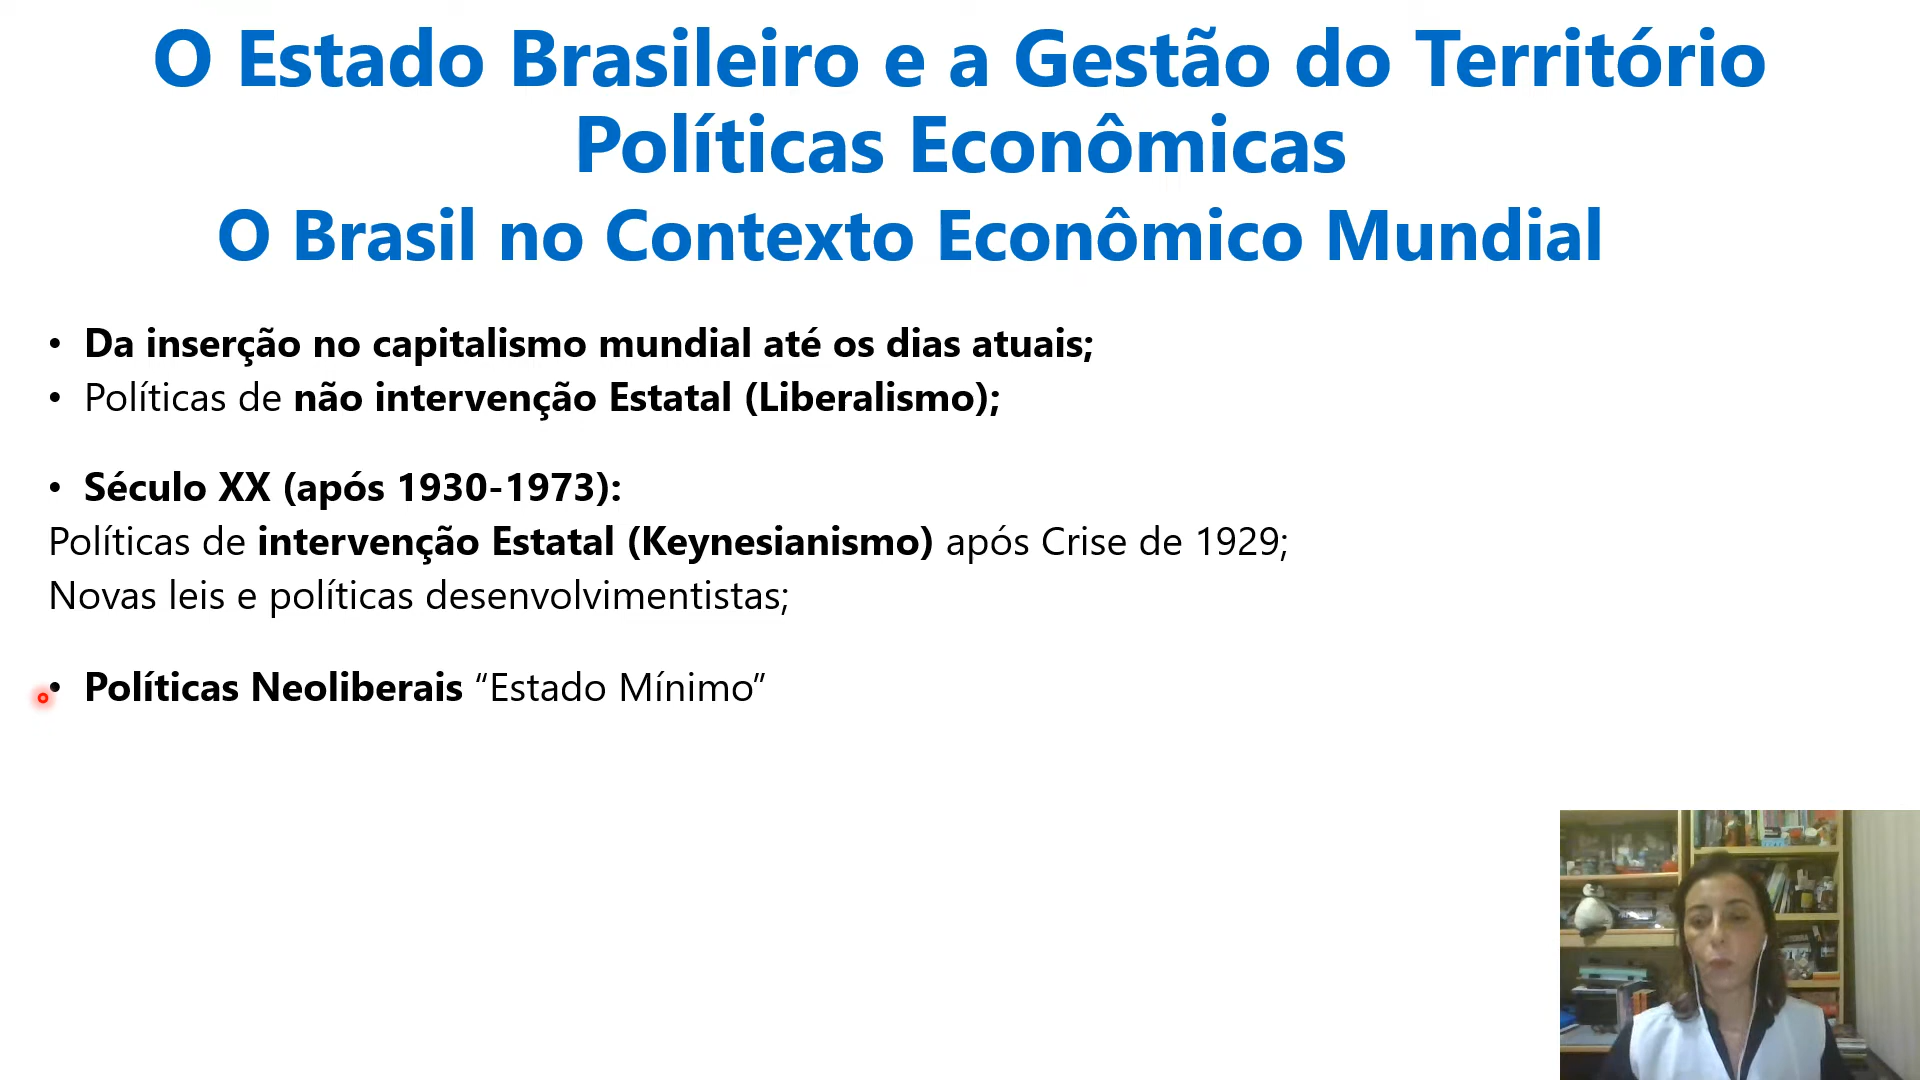 O Estado Brasileiro e a Gestão do Território
Políticas Econômicas
O Brasil no Contexto Econômico Mundial
• Da inserção no capitalismo mundial até os dias atuais;
• Políticas de não intervenção Estatal (Liberalismo);
• Século XX (após 1930-1973):
Políticas de intervenção Estatal (Keynesianismo) após Crise de 1929;
Novas leis e políticas desenvolvimentistas;
• Políticas Neoliberais “Estado Mínimo”